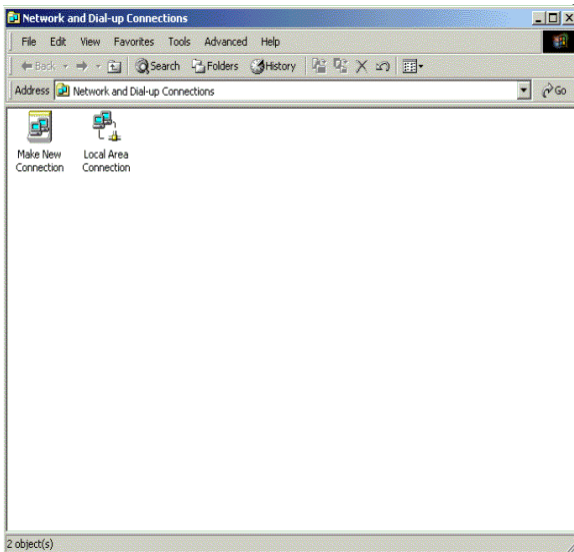 Network and Dial-up Connections
File Edit View Favorites Tools Advanced Help
Back Search Folders History
Address Network and Dial-up Connections Go
Make New Connection
Local Area Connection
2 object(s)